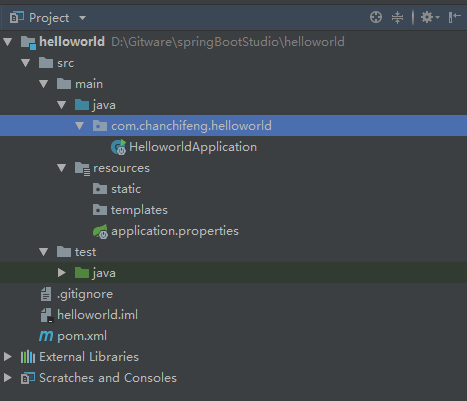 Project
helloworld D:\Gitware\springBootStudio\helloworld
src
main
java
com.chanchifeng.helloworld
HelloworldApplication
resources
static
templates
application.properties
test
java
.gitignore
helloworld.iml
pom.xml
External Libraries
Scratches and Consoles